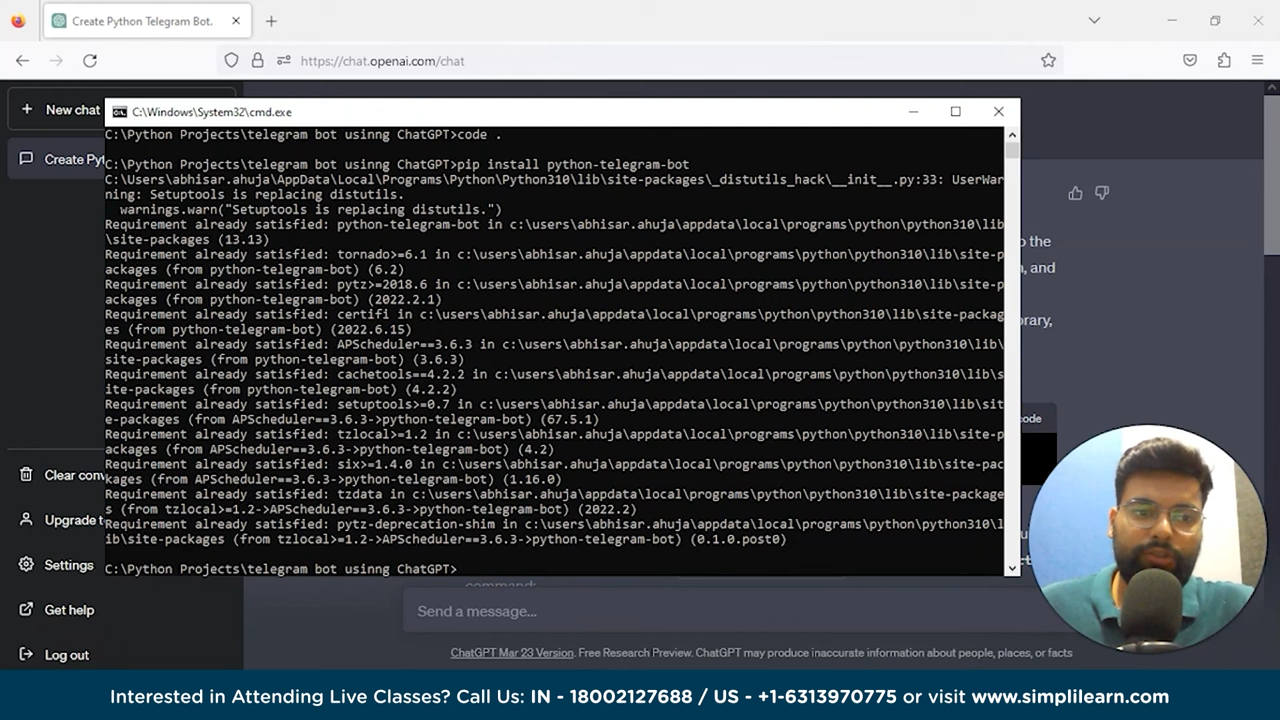 Create Python Telegram Bot.
https://chat.openai.com/chat
New chat
C:\Windows\System32\cmd.exe
Create Py
C:\Python Projects\telegram bot usinng ChatGPT>code .
C:\Python Projects\telegram bot usinng ChatGPT>pip install python-telegram-bot
C:\Users\abhisar.ahuja\AppData\Local\Programs\Python\Python310\lib\site-packages\_distutils_hack\__init__.py:33: UserWar
ning: Setuptools is replacing distutils.
warnings.warn("Setuptools is replacing distutils.")
Requirement already satisfied: python-telegram-bot in c:\users\abhisar.ahuja\appdata\local\programs\python\python310\lib
\site-packages (13.13)
Requirement already satisfied: tornado>=6.1 in c:\users\abhisar.ahuja\appdata\local\programs\python\python310\lib\site-p
ackages (from python-telegram-bot) (6.2)
Requirement already satisfied: pytz>=2018.6 in c:\users\abhisar.ahuja\appdata\local\programs\python\python310\lib\site-p
ackages (from python-telegram-bot) (2022.2.1)
Requirement already satisfied: certifi in c:\users\abhisar.ahuja\appdata\local\programs\python\python310\lib\site-packag
es (from python-telegram-bot) (2022.6.15)
Requirement already satisfied: APScheduler==3.6.3 in c:\users\abhisar.ahuja\appdata\local\programs\python\python310\lib\
site-packages (from python-telegram-bot) (3.6.3)
Requirement already satisfied: cachetools==4.2.2 in c:\users\abhisar.ahuja\appdata\local\programs\python\python310\lib\s
ite-packages (from python-telegram-bot) (4.2.2)
Requirement already satisfied: setuptools>=0.7 in c:\users\abhisar.ahuja\appdata\local\programs\python\python310\lib\sit
e-packages (from APScheduler==3.6.3->python-telegram-bot) (67.5.1)
Requirement already satisfied: tzlocal>=1.2 in c:\users\abhisar.ahuja\appdata\local\programs\python\python310\lib\site-p
ackages (from APScheduler==3.6.3->python-telegram-bot) (4.2)
Requirement already satisfied: six>=1.4.0 in c:\users\abhisar.ahuja\appdata\local\programs\python\python310\lib\site-pac
kages (from APScheduler==3.6.3->python-telegram-bot) (1.16.0)
Requirement already satisfied: tzdata in c:\users\abhisar.ahuja\appdata\local\programs\python\python310\lib\site-package
s (from tzlocal>=1.2->APScheduler==3.6.3->python-telegram-bot) (2022.2)
Requirement already satisfied: pytz-deprecation-shim in c:\users\abhisar.ahuja\appdata\local\programs\python\python310\l
ib\site-packages (from tzlocal>=1.2->APScheduler==3.6.3->python-telegram-bot) (0.1.0.post0)
C:\Python Projects\telegram bot usinng ChatGPT>
o the
n, and
orary,
code
command:
Clear conv
Upgrade t
Settings
Get help
Log out
Send a message...
ChatGPT Mar 23 Version. Free Research Preview. ChatGPT may produce inaccurate information about people, places, or facts
Interested in Attending Live Classes? Call Us: IN - 18002127688 / US - +1-6313970775 or visit www.simplilearn.com